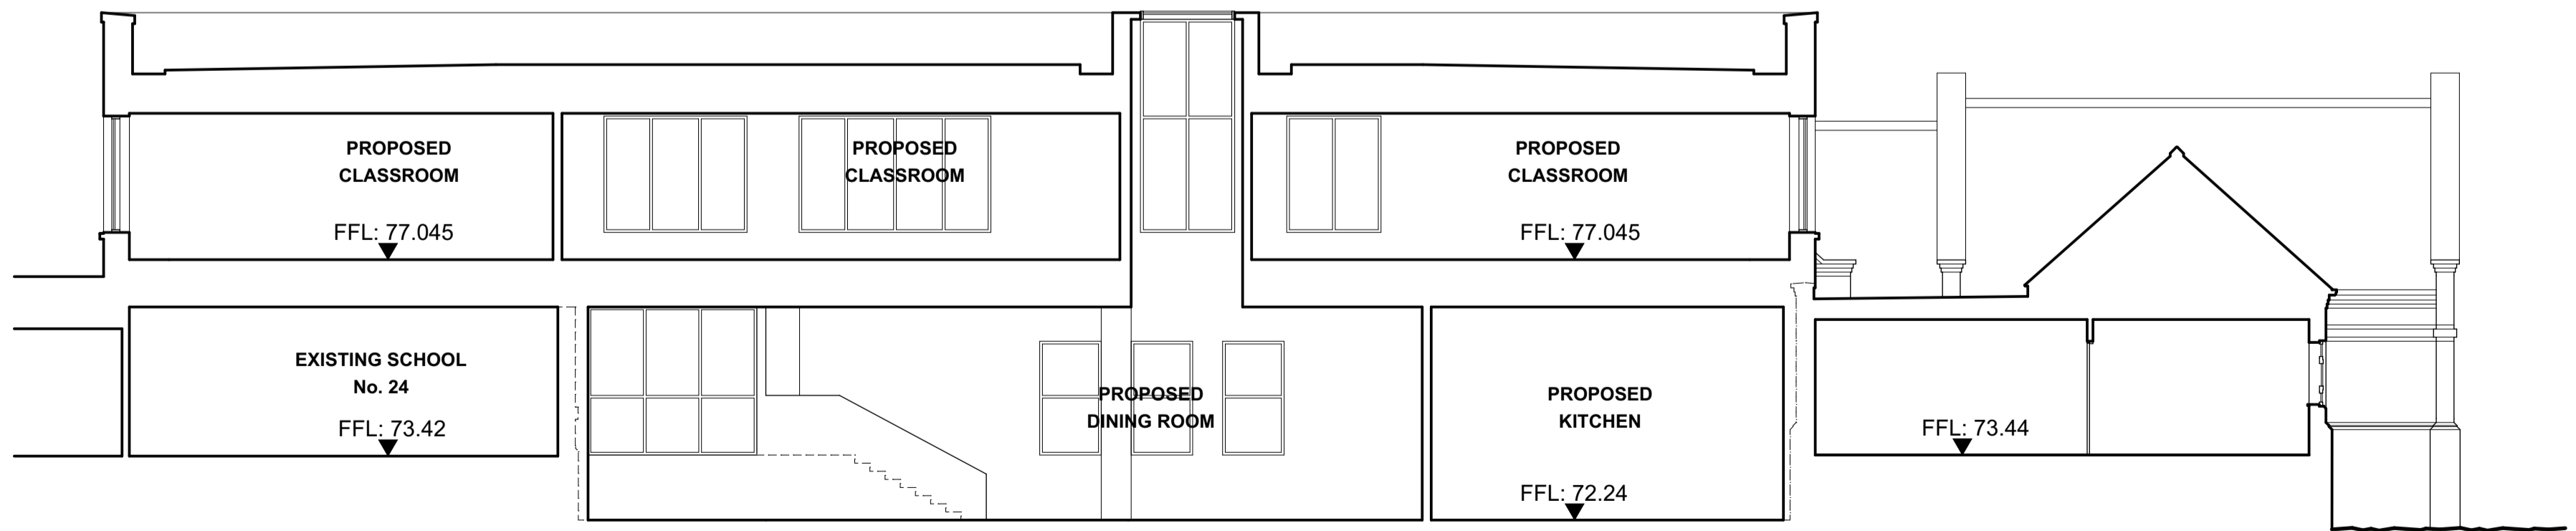 PROPOSED
CLASSROOM
FFL: 77.045
PROPOSED
CLASSROOM
PROPOSED
CLASSROOM
FFL: 77.045
EXISTING SCHOOL
No. 24
FFL: 73.42
PROPOSED
DINING ROOM
PROPOSED
KITCHEN
FFL: 72.24
FFL: 73.44